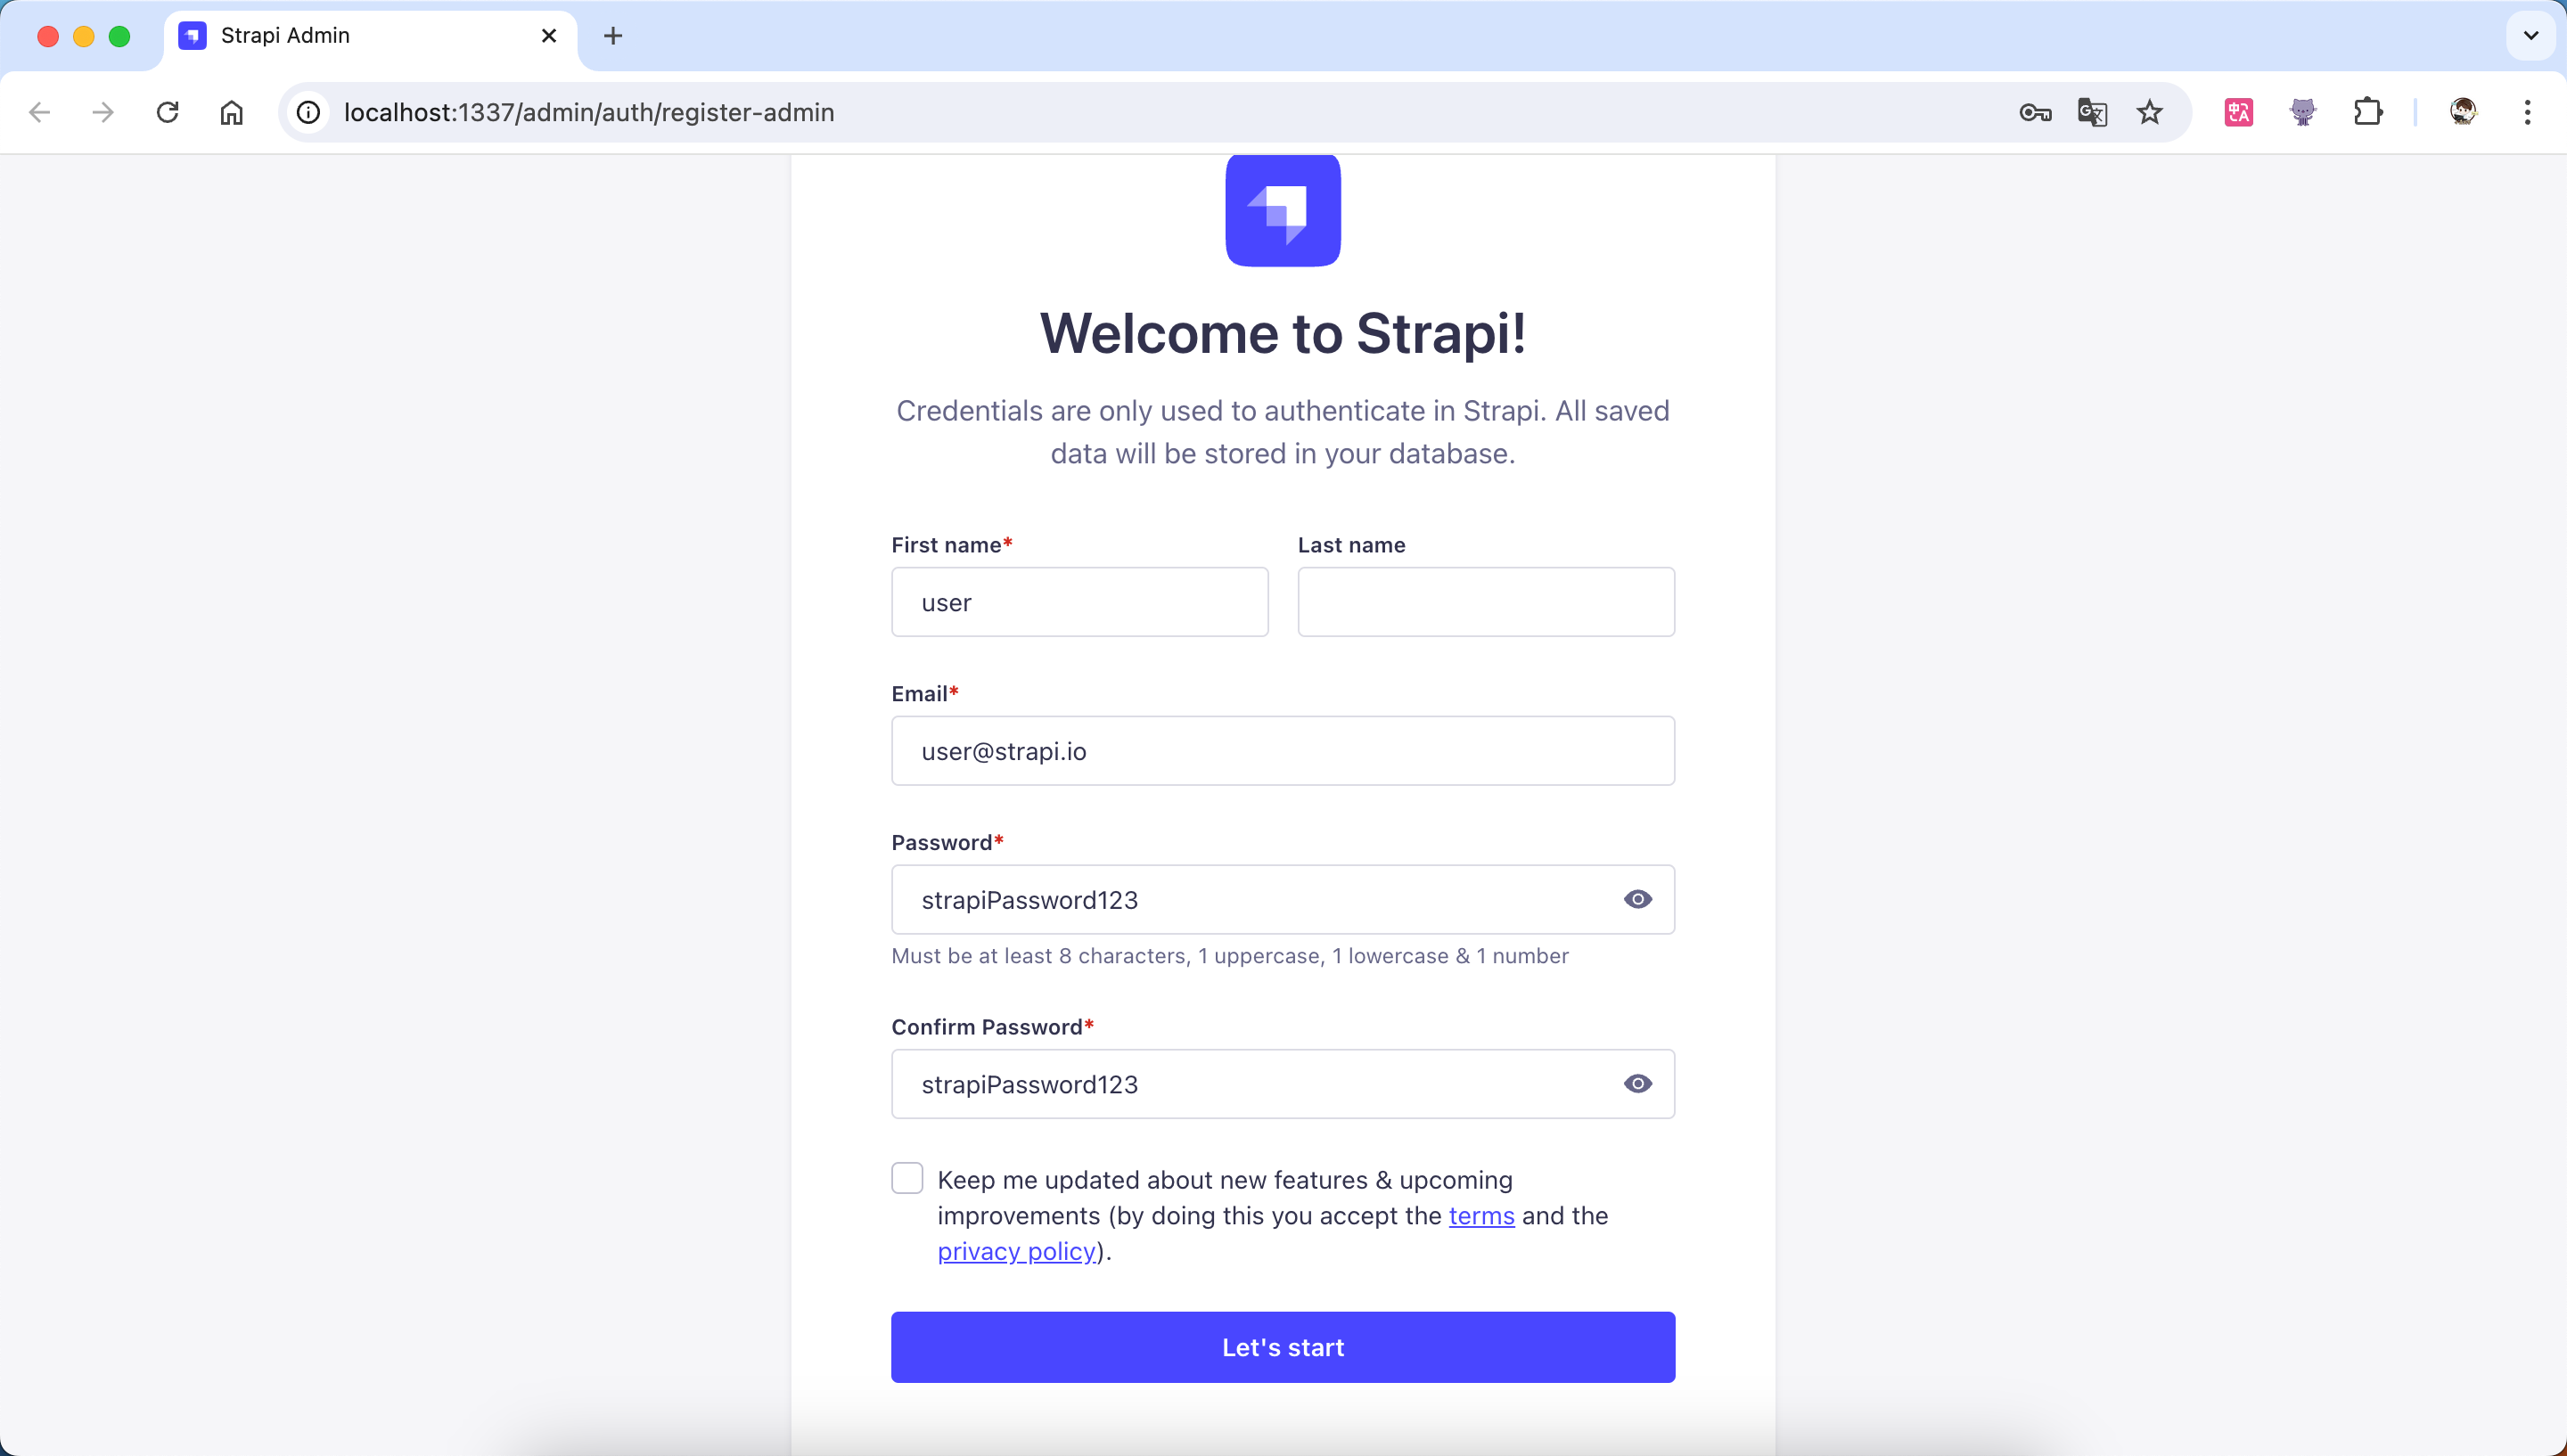 Strapi Admin
localhost:1337/admin/auth/register-admin
Welcome to Strapi!
Credentials are only used to authenticate in Strapi. All saved
data will be stored in your database.
First name*
Last name
user
Email*
user@strapi.io
Password*
strapiPassword123
Must be at least 8 characters, 1 uppercase, 1 lowercase & 1 number
Confirm Password*
strapiPassword123
Keep me updated about new features & upcoming
improvements (by doing this you accept the terms and the
privacy policy).
Let's start